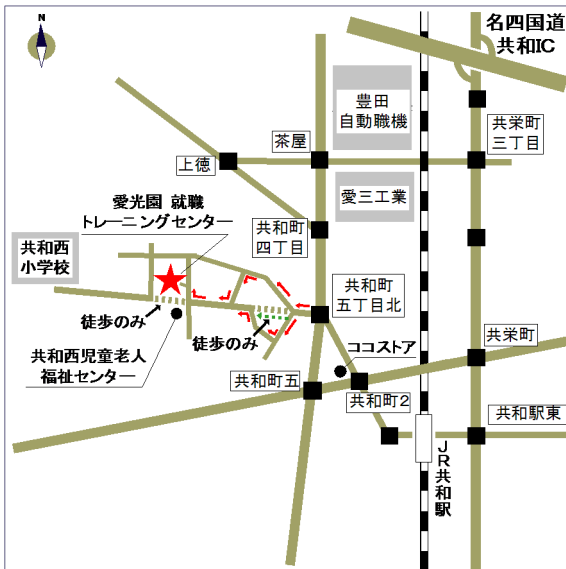 N
名四国道
共和IC
豊田
自動職機
共栄町
三丁目
茶屋
上徳
愛三工業
愛光園 就職
トレーニングセンター
共和町
四丁目
共和西
小学校
共和町
五丁目北
徒歩のみ
徒歩のみ
共和西児童老人
福祉センター
ココストア
共栄町
共和町五
共和町2
共和駅東
JR共和駅